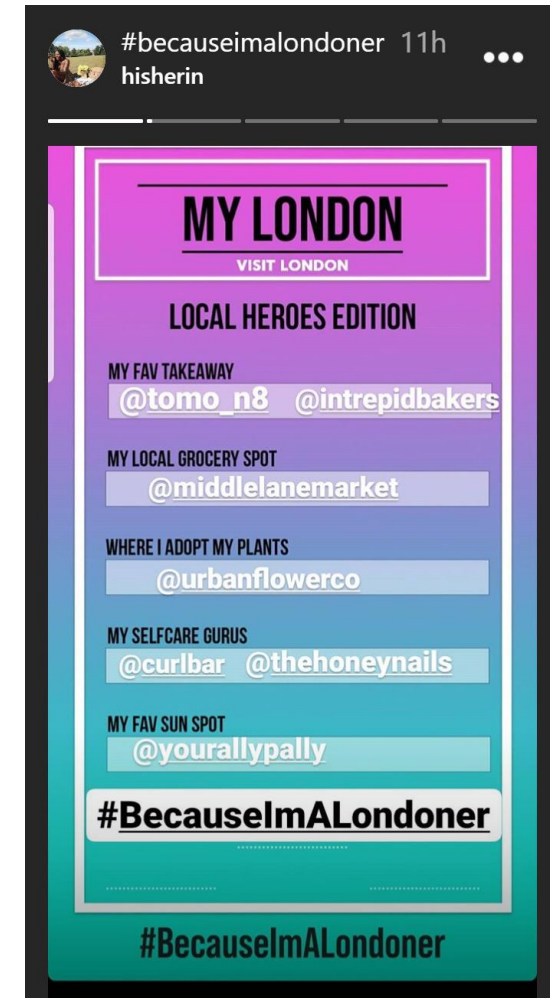 #becauseimalondoner 11h
hisherin
MY LONDON
VISIT LONDON
LOCAL HEROES EDITION
MY FAV TAKEAWAY
@tomo_n8 @intrepidbakers
MY LOCAL GROCERY SPOT
@middlelanemarket
WHERE I ADOPT MY PLANTS
@urbanflowerco
MY SELFCARE GURUS
@curlbar @thehoneynails
MY FAV SUN SPOT
@yourallypally
#BecauseImALondoner
#BecauseImALondoner